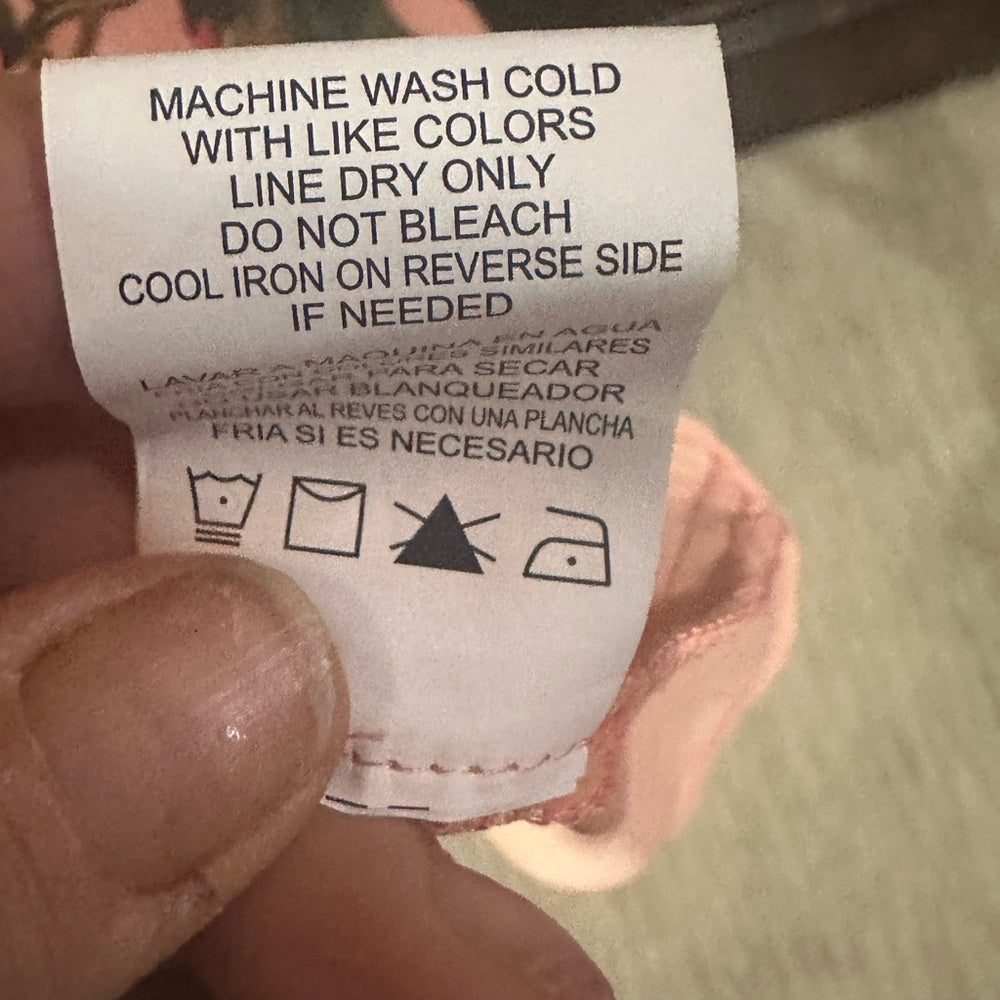 MACHINE WASH COLD
WITH LIKE COLORS
LINE DRY ONLY
DO NOT BLEACH
COOL IRON ON REVERSE SIDE
IF NEEDED
LAVAR A MAQUINA EN AGUA
SIMILARES
PARA SECAR
USAR BLANQUEADOR
PLANCHAR AL REVES CON UNA PLANCHA
FRIA SI ES NECESARIO